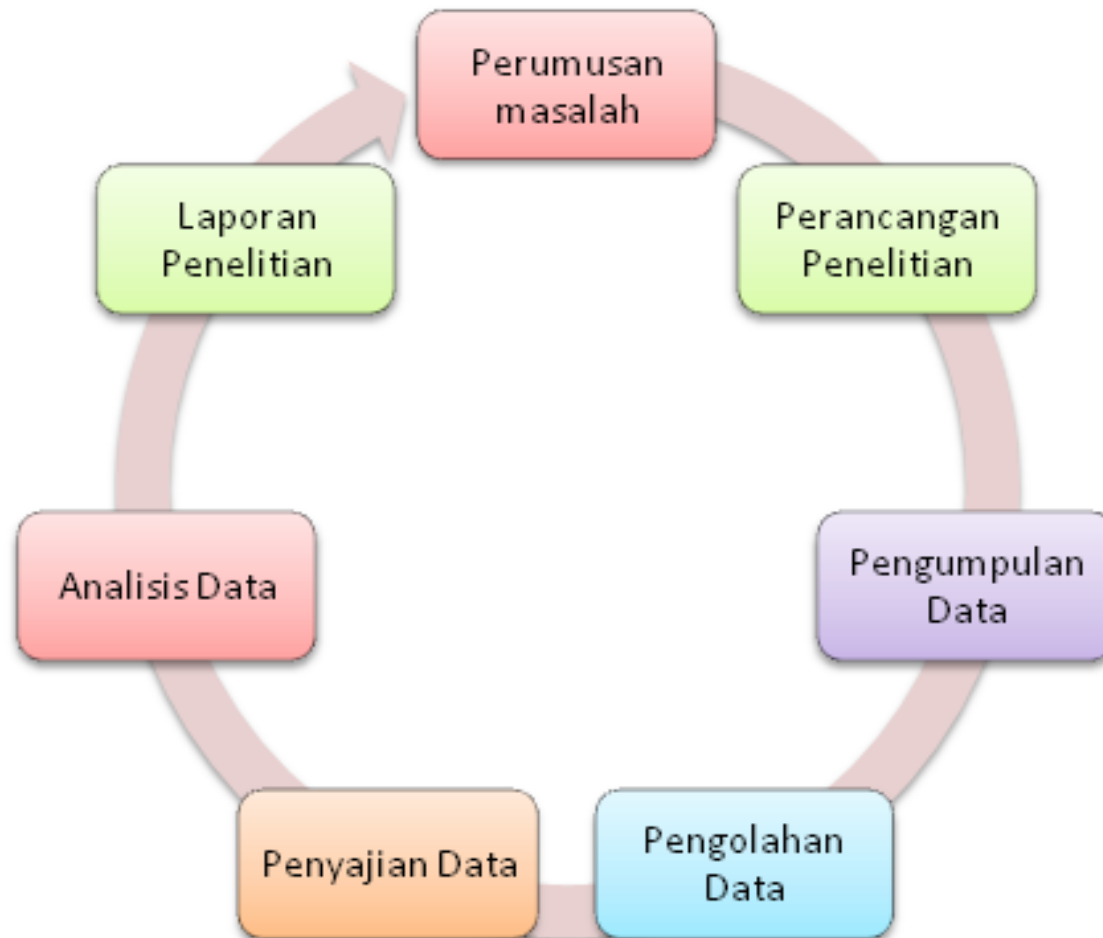 Perumusan
masalah
Perancangan
Penelitian
Pengumpulan
Data
Pengolahan
Data
Penyajian Data
Analisis Data
Laporan
Penelitian